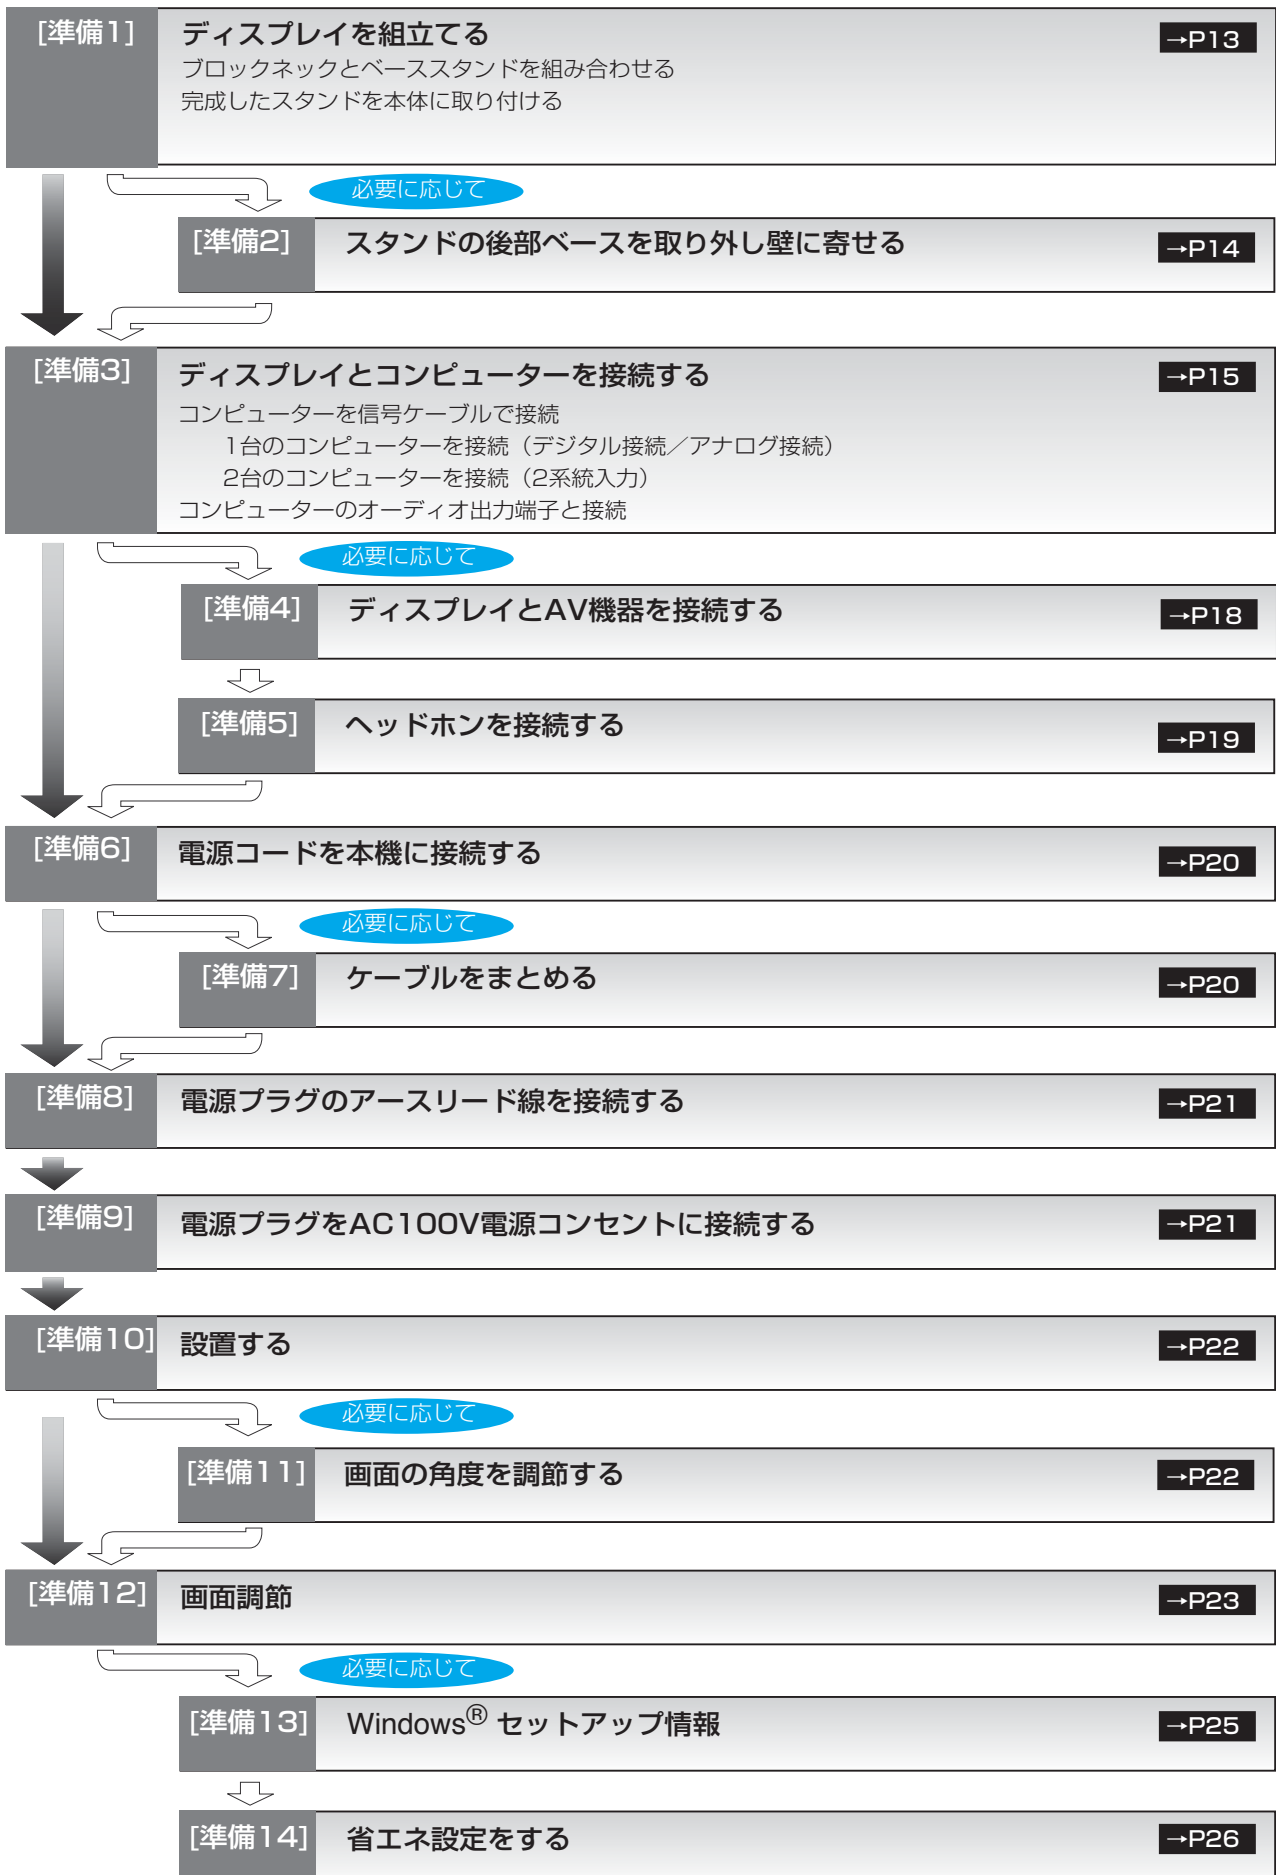 [準備1] ディスプレイを組立てる →P13
ブロックネックとベーススタンドを組み合わせる
完成したスタンドを本体に取り付ける
必要に応じて
[準備2] スタンドの後部ベースを取り外し壁に寄せる →P14
[準備3] ディスプレイとコンピューターを接続する →P15
コンピューターを信号ケーブルで接続
1台のコンピューターを接続（デジタル接続／アナログ接続）
2台のコンピューターを接続（2系統入力）
コンピューターのオーディオ出力端子と接続
必要に応じて
[準備4] ディスプレイとAV機器を接続する →P18
[準備5] ヘッドホンを接続する →P19
[準備6] 電源コードを本機に接続する →P20
必要に応じて
[準備7] ケーブルをまとめる →P20
[準備8] 電源プラグのアースリード線を接続する →P21
[準備9] 電源プラグをAC100V電源コンセントに接続する →P21
[準備10] 設置する →P22
必要に応じて
[準備11] 画面の角度を調節する →P22
[準備12] 画面調節 →P23
必要に応じて
[準備13] Windows® セットアップ情報 →P25
[準備14] 省エネ設定をする →P26